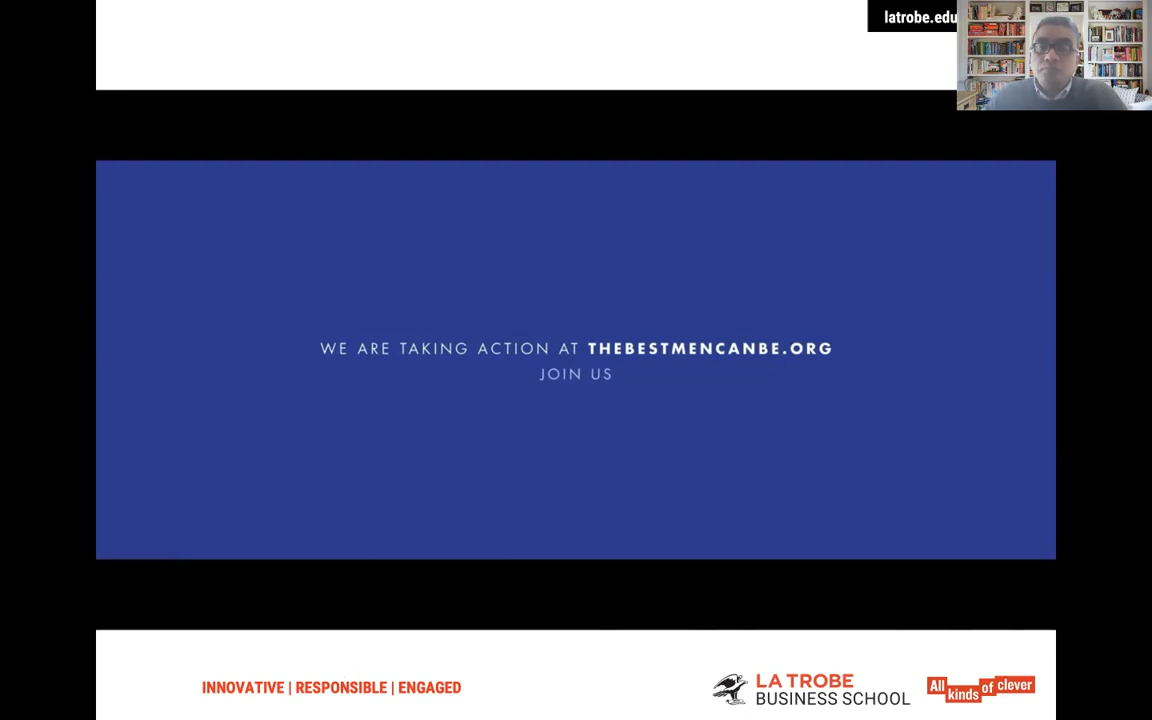 latrobe.edu
WE ARE TAKING ACTION AT THEBESTMENCANBE.ORG
JOIN US
INNOVATIVE | RESPONSIBLE | ENGAGED
LA TROBE
BUSINESS SCHOOL
All kinds of clever